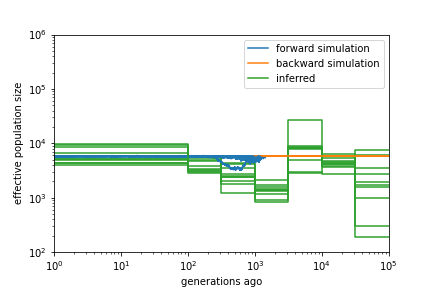 10^6
10^5
10^4
10^3
10^2
effective population size
forward simulation
backward simulation
inferred
10^0 10^1 10^2 10^3 10^4 10^5
generations ago